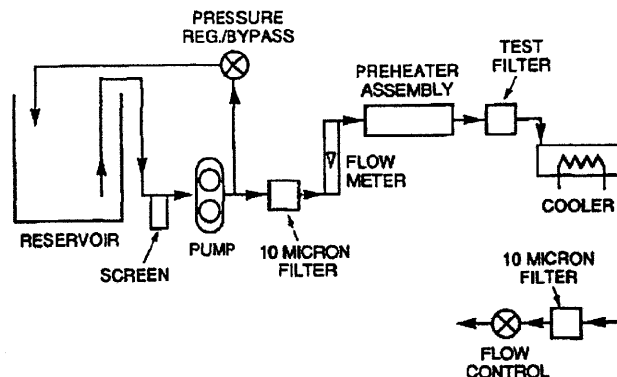 PRESSURE
REG./BYPASS
TEST
FILTER
PREHEATER
ASSEMBLY
FLOW
METER
RESERVOIR
SCREEN
PUMP
10 MICRON
FILTER
COOLER
10 MICRON
FILTER
FLOW
CONTROL